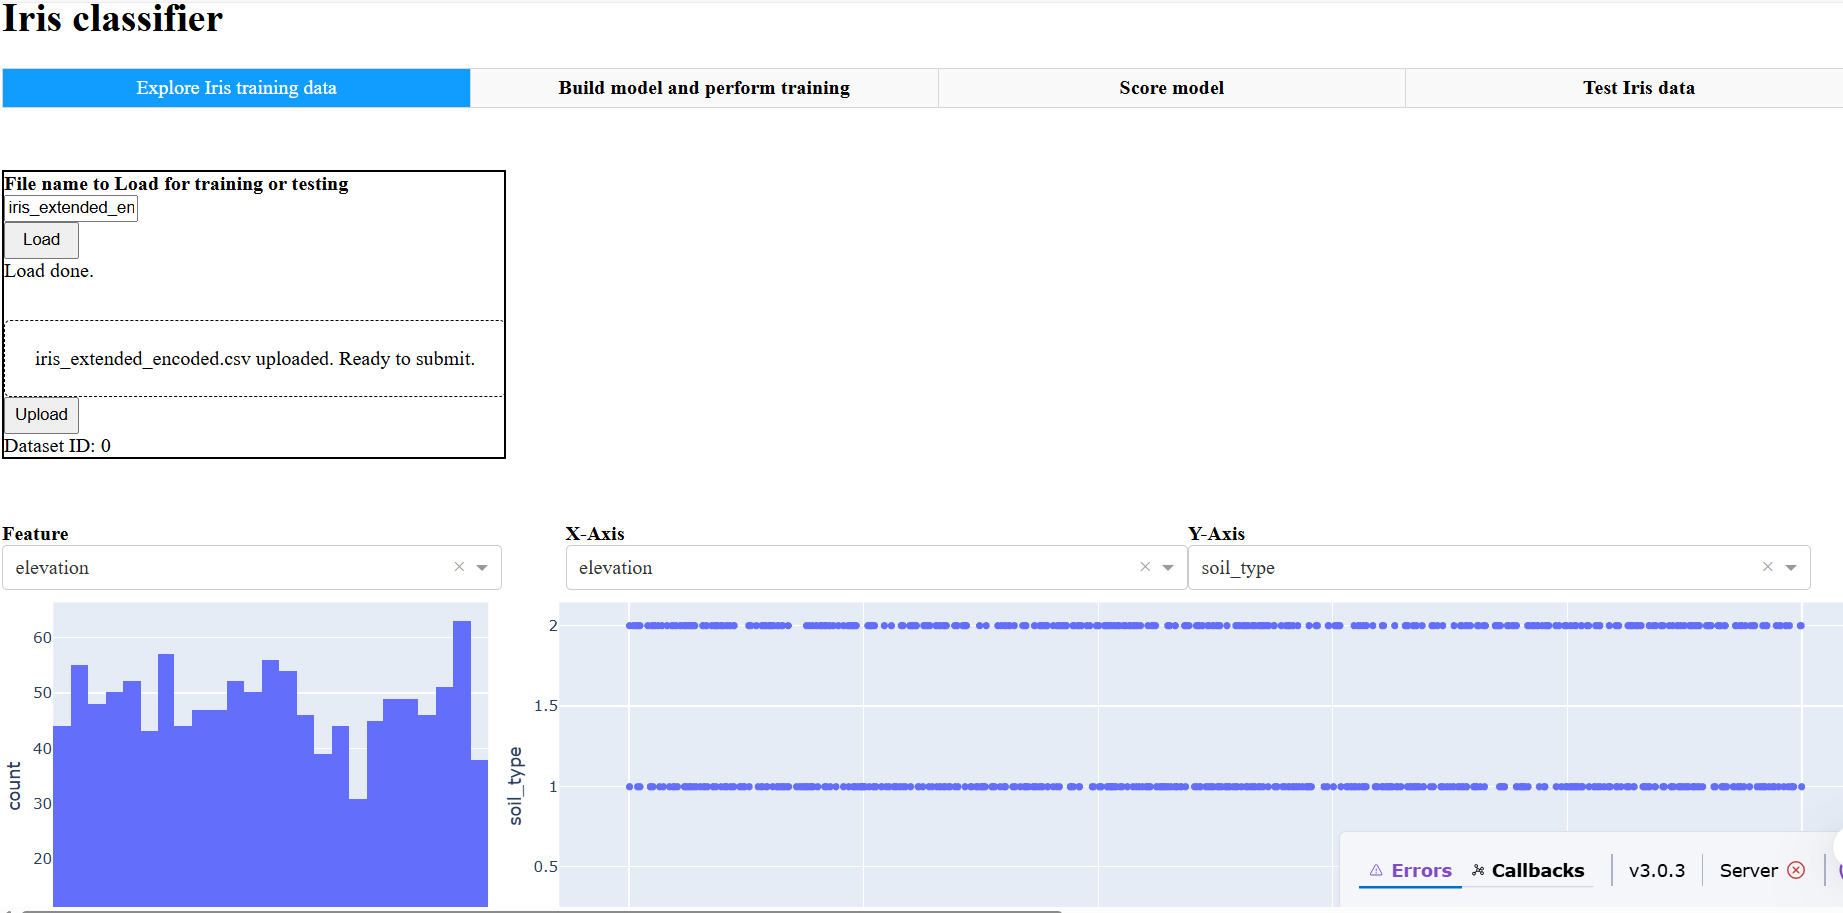 Iris classifier
Explore Iris training data
Build model and perform training
Score model
Test Iris data
File name to Load for training or testing
iris_extended_en
Load
Load done.
iris_extended_encoded.csv uploaded. Ready to submit.
Upload
Dataset ID: 0
Feature
X-Axis
Y-Axis
elevation
elevation
soil_type
60
50
40
30
20
count
2
1.5
1
0.5
soil_type
Errors
Callbacks
v3.0.3
Server